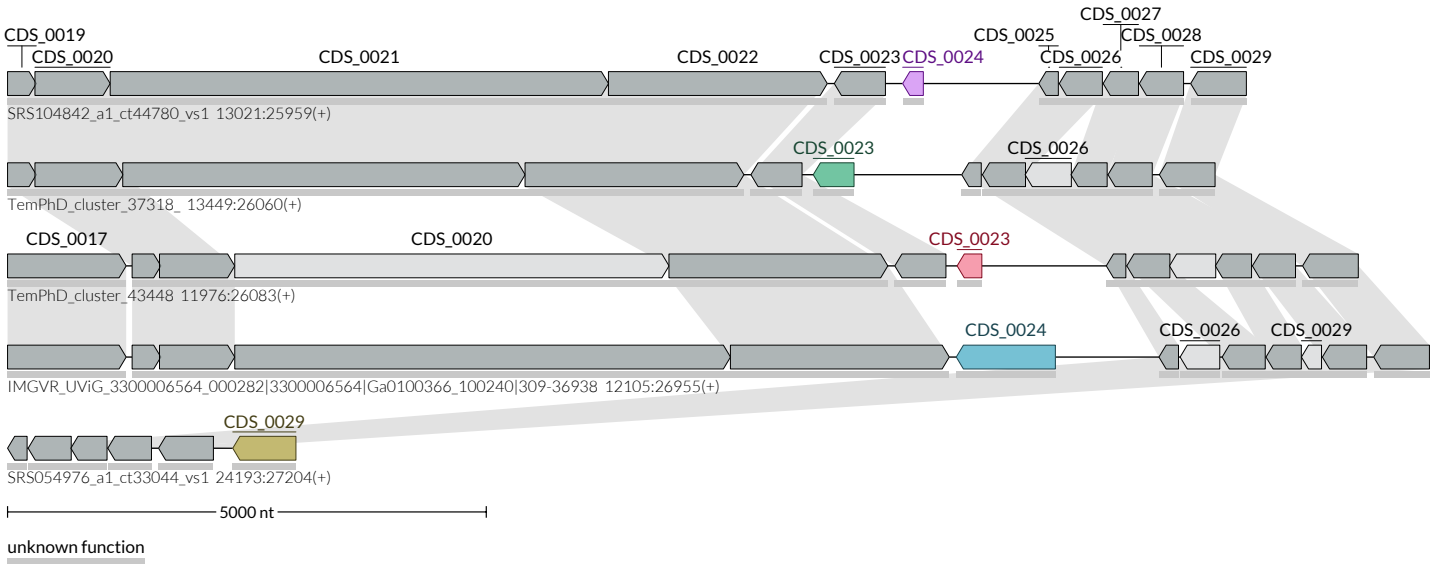 CDS_0027
CDS_0019 CDS_0025 CDS_0028
CDS_0020 CDS_0021 CDS_0022 CDS_0023 CDS_0024 CDS_0026 CDS_0029
SRS104842_a1_ct44780_vs1 13021:25959(+)
CDS_0023 CDS_0026
TemPhD_cluster_37318_ 13449:26060(+)
CDS_0017 CDS_0020 CDS_0023
TemPhD_cluster_43448 11976:26083(+)
CDS_0024 CDS_0026 CDS_0029
IMGVR_UViG_3300006564_000282|3300006564|Ga0100366_100240|309-36938 12105:26955(+)
CDS_0029
SRS054976_a1_ct33044_vs1 24193:27204(+)
5000 nt
unknown function